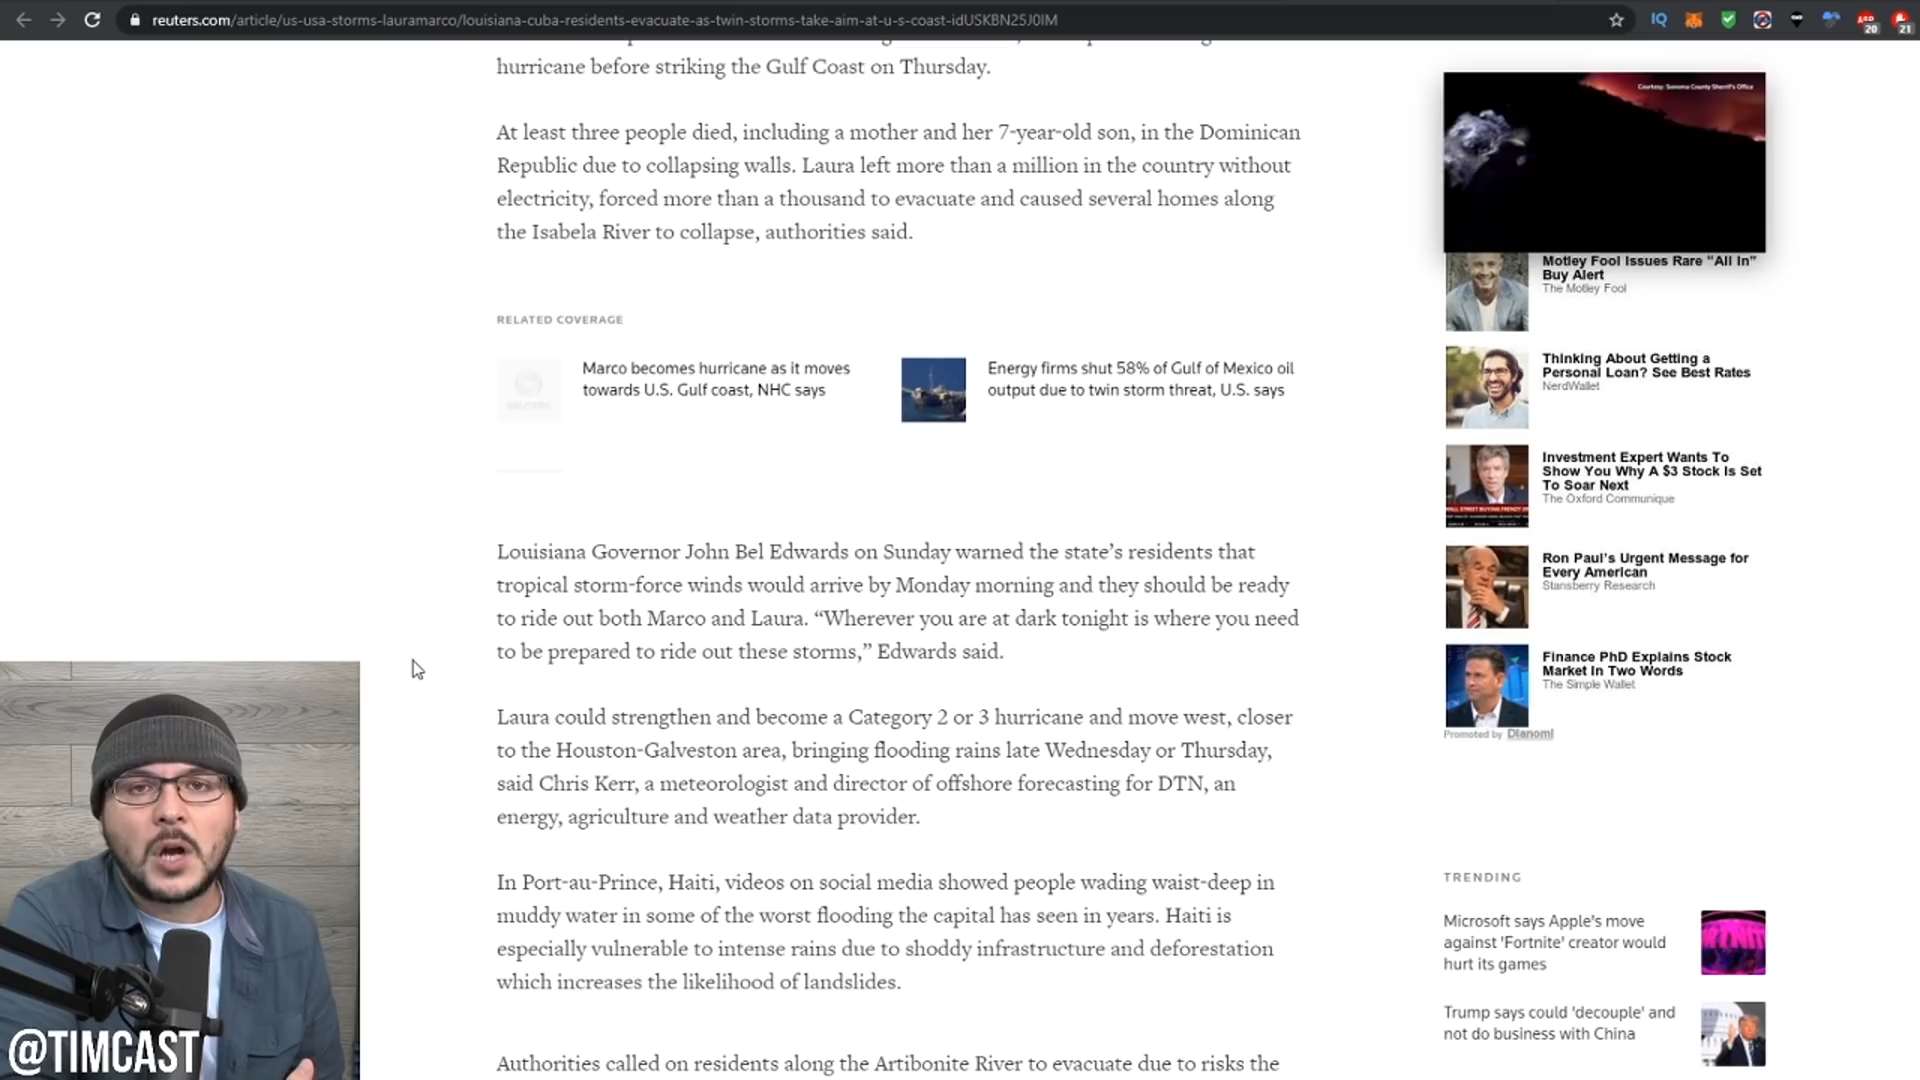 reuters.com/article/us-usa-storms-lauramarco/louisiana-cuba-residents-evacuate-as-twin-storms-take-aim-at-u-s-coast-idUSKBN25J0IM
IQ
20
21
hurricane before striking the Gulf Coast on Thursday.
At least three people died, including a mother and her 7-year-old son, in the Dominican
Republic due to collapsing walls. Laura left more than a million in the country without
electricity, forced more than a thousand to evacuate and caused several homes along
the Isabela River to collapse, authorities said.
RELATED COVERAGE
REUTERS
Marco becomes hurricane as it moves
towards U.S. Gulf coast, NHC says
Energy firms shut 58% of Gulf of Mexico oil
output due to twin storm threat, U.S. says
Louisiana Governor John Bel Edwards on Sunday warned the state’s residents that
tropical storm-force winds would arrive by Monday morning and they should be ready
to ride out both Marco and Laura. “Wherever you are at dark tonight is where you need
to be prepared to ride out these storms,” Edwards said.
Laura could strengthen and become a Category 2 or 3 hurricane and move west, closer
to the Houston-Galveston area, bringing flooding rains late Wednesday or Thursday,
said Chris Kerr, a meteorologist and director of offshore forecasting for DTN, an
energy, agriculture and weather data provider.
In Port-au-Prince, Haiti, videos on social media showed people wading waist-deep in
muddy water in some of the worst flooding the capital has seen in years. Haiti is
especially vulnerable to intense rains due to shoddy infrastructure and deforestation
which increases the likelihood of landslides.
Authorities called on residents along the Artibonite River to evacuate due to risks the
Courtesy: Sonoma County Sheriff's Office
Motley Fool Issues Rare “All In”
Buy Alert
The Motley Fool
Thinking About Getting a
Personal Loan? See Best Rates
NerdWallet
Investment Expert Wants To
Show You Why A $3 Stock Is Set
To Soar Next
The Oxford Communique
Ron Paul’s Urgent Message for
Every American
Stansberry Research
Finance PhD Explains Stock
Market In Two Words
The Simple Wallet
Promoted by Dianomi
TRENDING
Microsoft says Apple's move
against 'Fortnite' creator would
hurt its games
Trump says could 'decouple' and
not do business with China
@TIMCAST